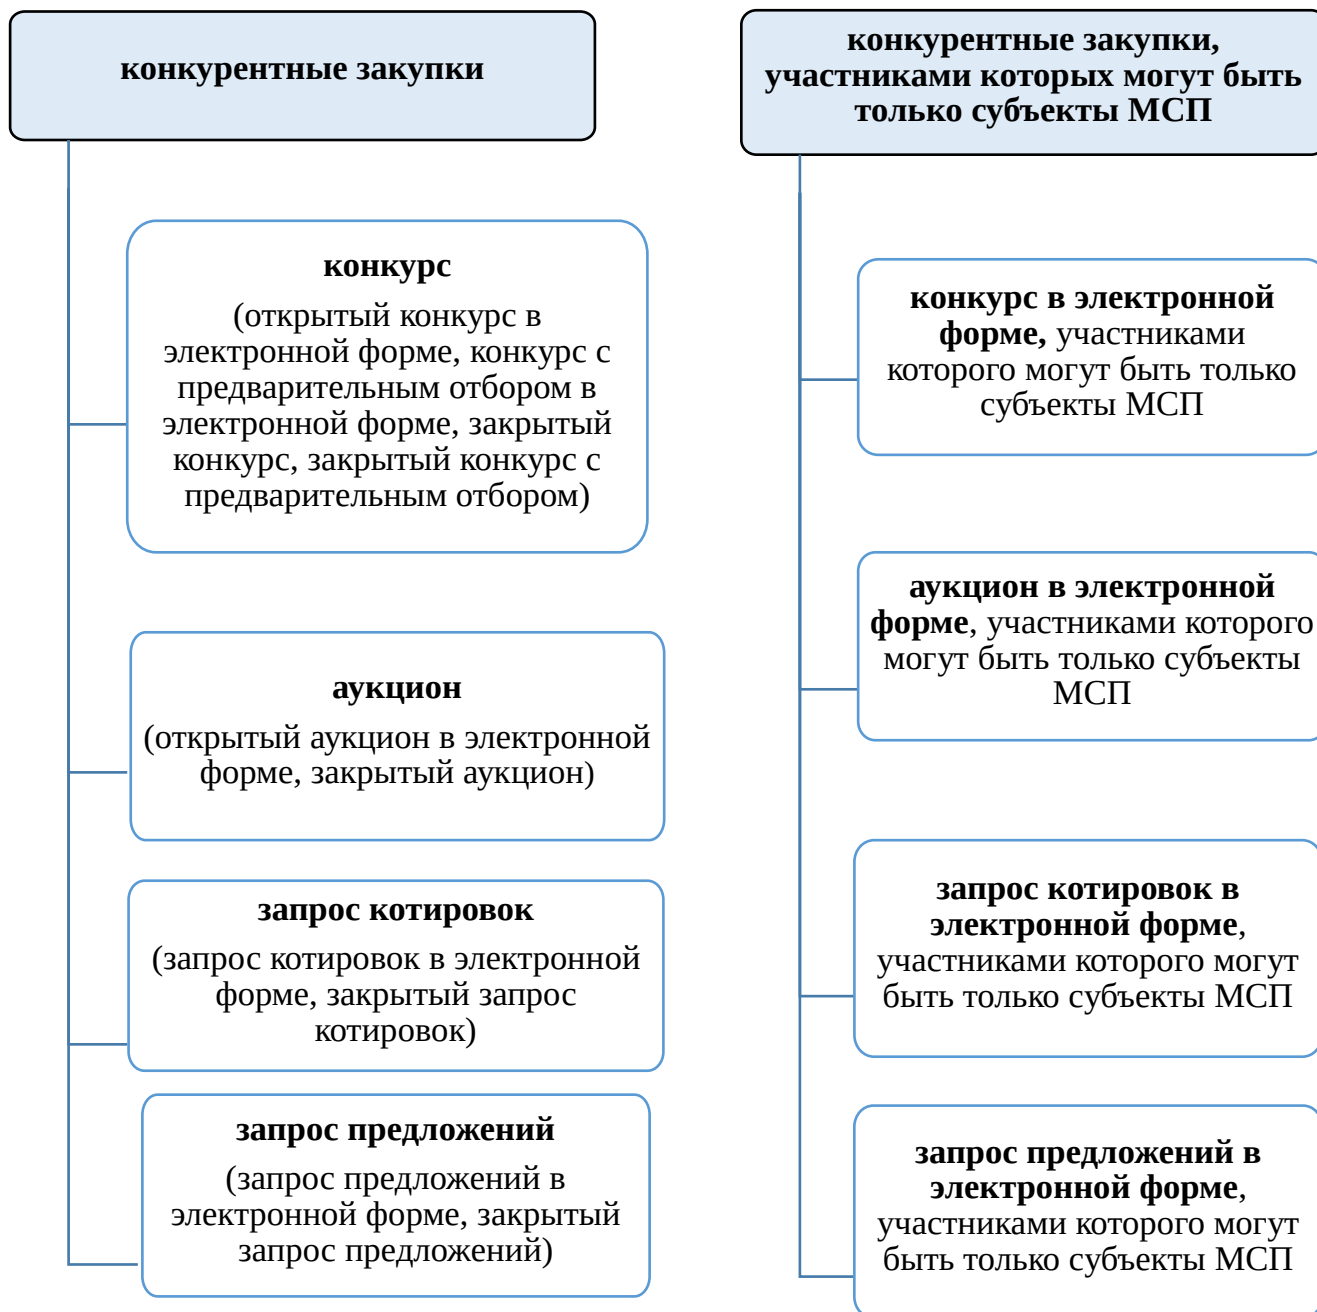 конкурентные закупки
конкурс
(открытый конкурс в
электронной форме, конкурс с
предварительным отбором в
электронной форме, закрытый
конкурс, закрытый конкурс с
предварительным отбором)
аукцион
(открытый аукцион в электронной
форме, закрытый аукцион)
запрос котировок
(запрос котировок в электронной
форме, закрытый запрос
котировок)
запрос предложений
(запрос предложений в
электронной форме, закрытый
запрос предложений)
конкурентные закупки,
участниками которых могут быть
только субъекты МСП
конкурс в электронной
форме, участниками
которого могут быть только
субъекты МСП
аукцион в электронной
форме, участниками которого
могут быть только субъекты
МСП
запрос котировок в
электронной форме,
участниками которого могут
быть только субъекты МСП
запрос предложений в
электронной форме,
участниками которого могут
быть только субъекты МСП